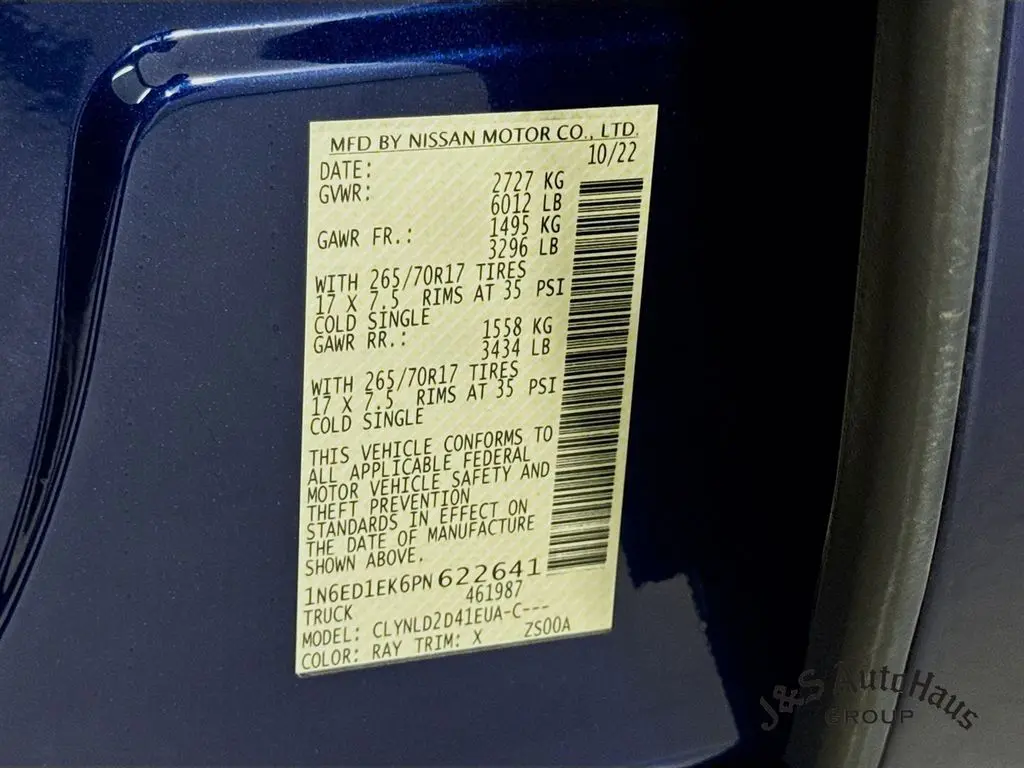 MFD BY NISSAN MOTOR CO., LTD.
DATE: 10/22
GVWR: 2727 KG
6012 LB
GAWR FR.: 1495 KG
3296 LB
WITH 265/70R17 TIRES
17 X 7.5 RIMS AT 35 PSI
COLD SINGLE
GAWR RR.: 1558 KG
3434 LB
WITH 265/70R17 TIRES
17 X 7.5 RIMS AT 35 PSI
COLD SINGLE
THIS VEHICLE CONFORMS TO
ALL APPLICABLE FEDERAL
MOTOR VEHICLE SAFETY AND
THEFT PREVENTION
STANDARDS IN EFFECT ON
THE DATE OF MANUFACTURE
SHOWN ABOVE.
1N6ED1EK6PN622641
TRUCK 461987
MODEL: CLYNLD2D41EUA-C---
COLOR: RAY TRIM: X ZS00A
J&S AutoHaus
GROUP